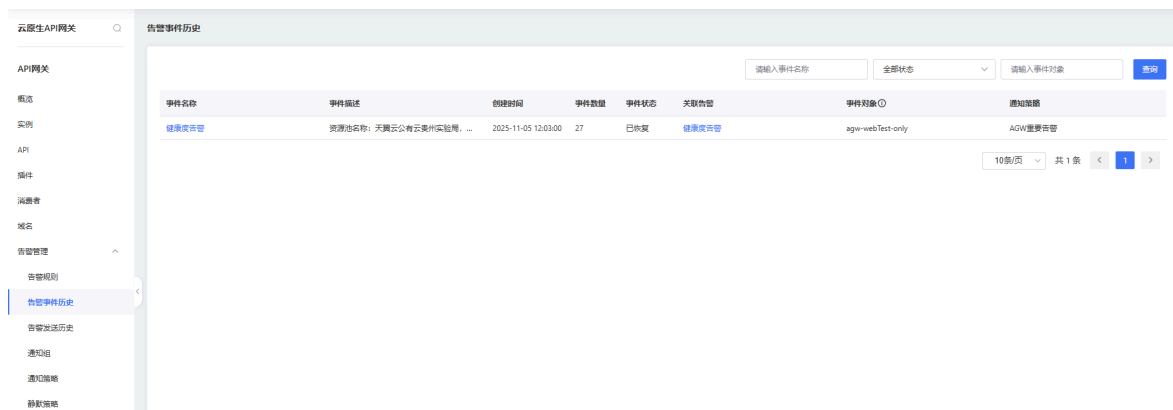 云原生API网关
告警事件历史
API网关
请输入事件名称 全部状态 请输入事件对象 查询
概览
事件名称 事件描述 创建时间 事件数量 事件状态 关联告警 事件对象 通知策略
实例
健康度告警 资源池名称：天翼云公有云贵州实验局，... 2025-11-05 12:03:00 27 已恢复 健康度告警 agw-webTest-only AGW重要告警
API
10条/页 共 1 条 < 1 >
插件
消费者
域名
告警管理
告警规则
告警事件历史
告警发送历史
通知组
通知策略
静默策略